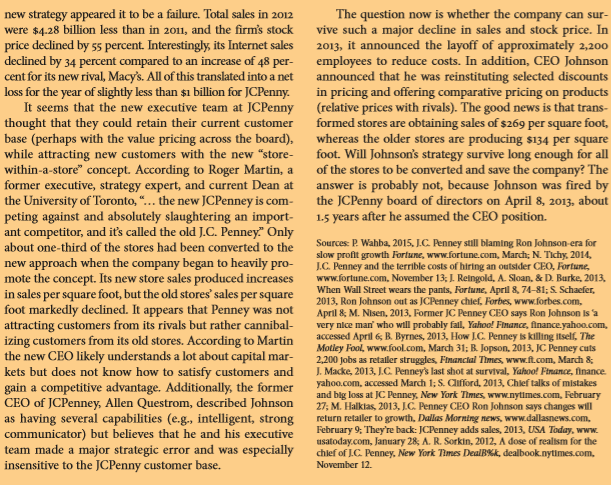 new strategy appeared it to be a failure. Total sales in 2012
were $4.28 billion less than in 2011, and the firm's stock
price declined by 55 percent. Interestingly, its Internet sales
declined by 34 percent compared to an increase of 48 per-
cent for its new rival, Macy's. All of this translated into a net
loss for the year of slightly less than $1 billion for JCPenny.
It seems that the new executive team at JCPenny
thought that they could retain their current customer
base (perhaps with the value pricing across the board),
while attracting new customers with the new "store-
within-a-store" concept. According to Roger Martin, a
former executive, strategy expert, and current Dean at
the University of Toronto, "… the new JCPenney is com-
peting against and absolutely slaughtering an import-
ant competitor, and it's called the old J.C. Penney." Only
about one-third of the stores had been converted to the
new approach when the company began to heavily pro-
mote the concept. Its new store sales produced increases
in sales per square foot, but the old stores' sales per square
foot markedly declined. It appears that Penney was not
attracting customers from its rivals but rather cannibal-
izing customers from its old stores. According to Martin
the new CEO likely understands a lot about capital mar-
kets but does not know how to satisfy customers and
gain a competitive advantage. Additionally, the former
CEO of JCPenney, Allen Questrom, described Johnson
as having several capabilities (e.g., intelligent, strong
communicator) but believes that he and his executive
team made a major strategic error and was especially
insensitive to the JCPenny customer base.
The question now is whether the company can sur-
vive such a major decline in sales and stock price. In
2013, it announced the layoff of approximately 2,200
employees to reduce costs. In addition, CEO Johnson
announced that he was reinstituting selected discounts
in pricing and offering comparative pricing on products
(relative prices with rivals). The good news is that trans-
formed stores are obtaining sales of $269 per square foot,
whereas the older stores are producing $134 per square
foot. Will Johnson's strategy survive long enough for all
of the stores to be converted and save the company? The
answer is probably not, because Johnson was fired by
the JCPenny board of directors on April 8, 2013, about
1.5 years after he assumed the CEO position.
Sources: P. Wahba, 2015, J.C. Penney still blaming Ron Johnson-era for
slow profit growth Fortune, www.fortune.com, March; N. Tichy, 2014,
J.C. Penney and the terrible costs of hiring an outsider CEO, Fortune,
www.fortune.com, November 13; J. Reingold, A. Sloan, & D. Burke, 2013,
When Wall Street wears the pants, Fortune, April 8, 74–81; S. Schaefer,
2013, Ron Johnson out as JCPenney chief, Forbes, www.forbes.com,
April 8; M. Nisen, 2013, Former JC Penney CEO says Ron Johnson is 'a
very nice man' who will probably fail, Yahoo! Finance, finance.yahoo.com,
accessed April 6; B. Byrnes, 2013, How J.C. Penney is killing itself, The
Motley Fool, www.fool.com, March 31; B. Jopson, 2013, JC Penney cuts
2,200 jobs as retailer struggles, Financial Times, www.ft.com, March 8;
J. Macke, 2013, J.C. Penney's last shot at survival, Yahoo! Finance, finance.
yahoo.com, accessed March 1; S. Clifford, 2013, Chief talks of mistakes
and big loss at JC Penney, New York Times, www.nytimes.com, February
27; M. Halkias, 2013, J.C. Penney CEO Ron Johnson says changes will
return retailer to growth, Dallas Morning news, www.dallasnews.com,
February 9; They're back: JCPenney adds sales, 2013, USA Today, www.
usatoday.com, January 28; A. R. Sorkin, 2012, A dose of realism for the
chief of J.C. Penney, New York Times DealB%k, dealbook.nytimes.com,
November 12.